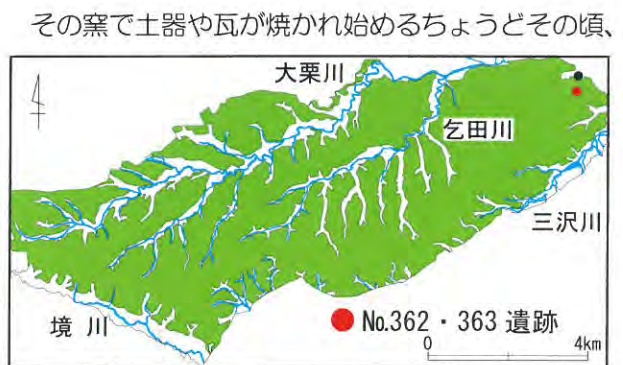 その窯で土器や瓦が焼かれ始めるちょうどその頃、
大栗川
乞田川
三沢川
境川
No.362・363 遺跡
0 4km